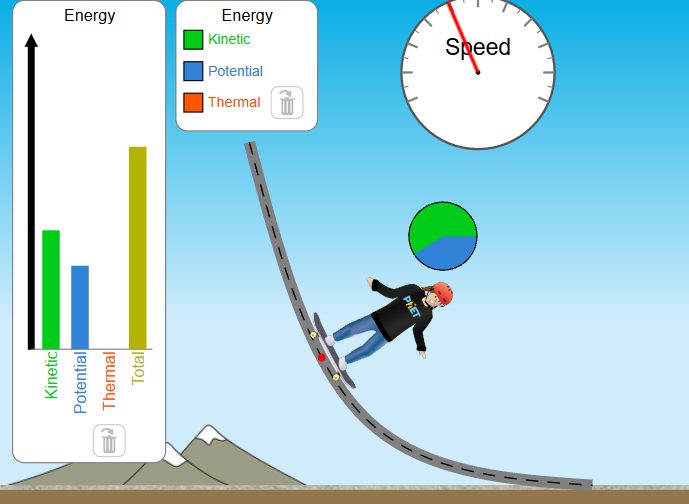 Energy
Kinetic
Potential
Thermal
Total
Energy
Kinetic
Potential
Thermal
Speed
PhET